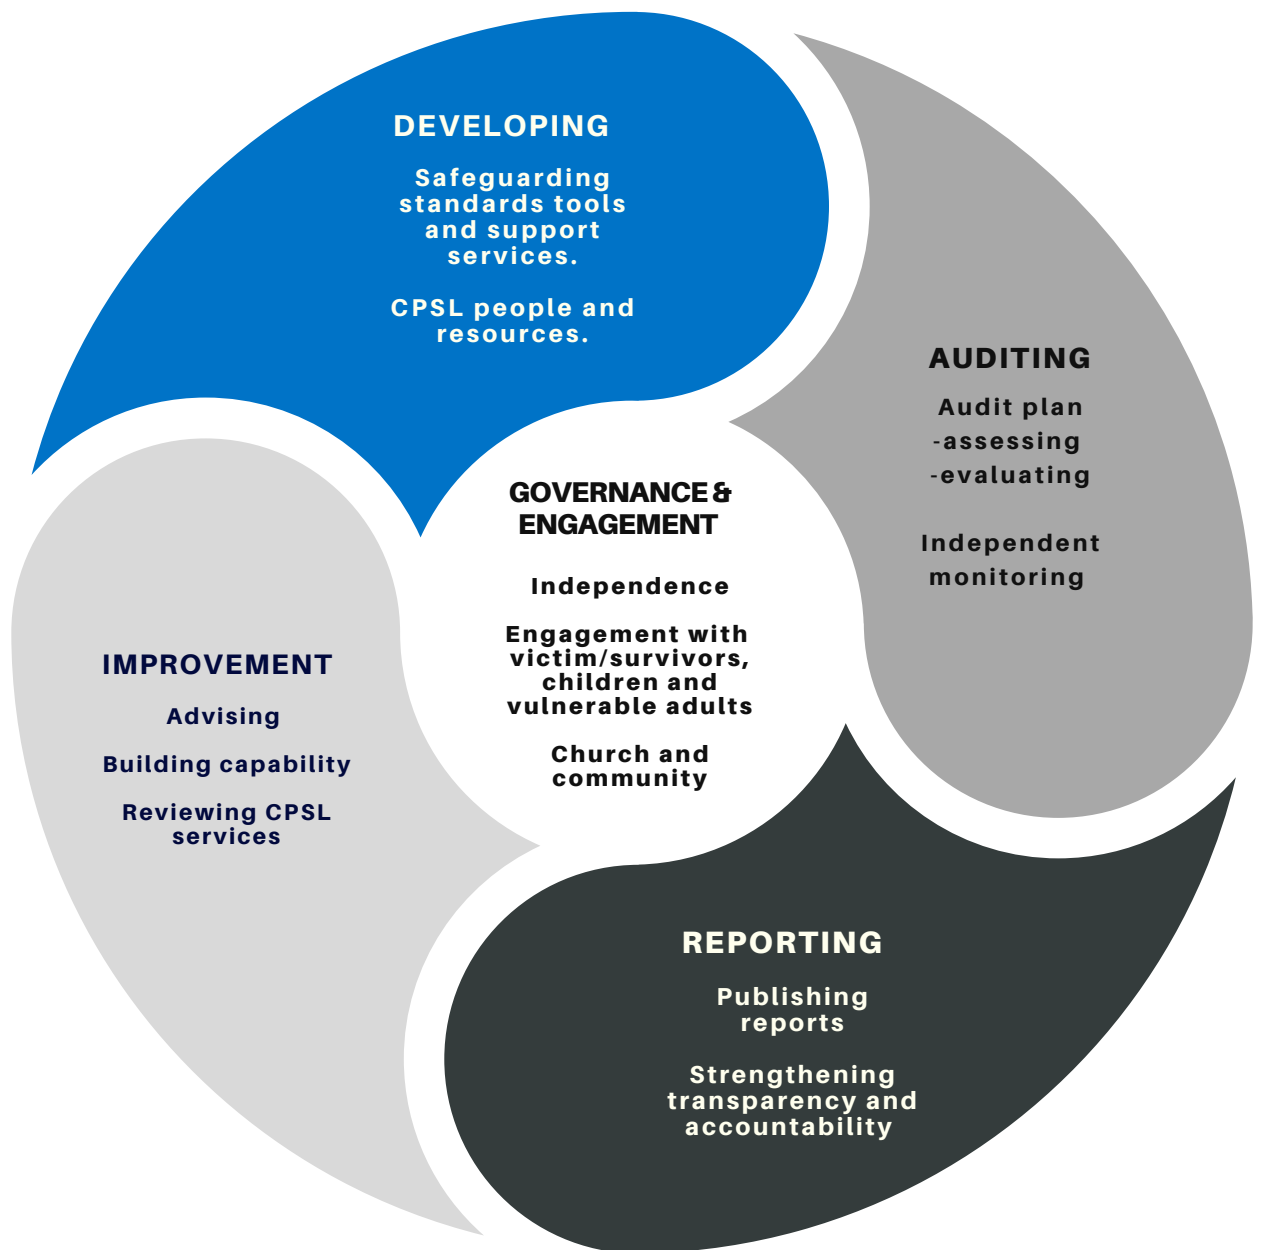 DEVELOPING
Safeguarding
standards tools
and support
services.
CPSL people and
resources.
AUDITING
Audit plan
-assessing
-evaluating
Independent
monitoring
GOVERNANCE &
ENGAGEMENT
Independence
Engagement with
victim/survivors,
children and
vulnerable adults
Church and
community
IMPROVEMENT
Advising
Building capability
Reviewing CPSL
services
REPORTING
Publishing
reports
Strengthening
transparency and
accountability